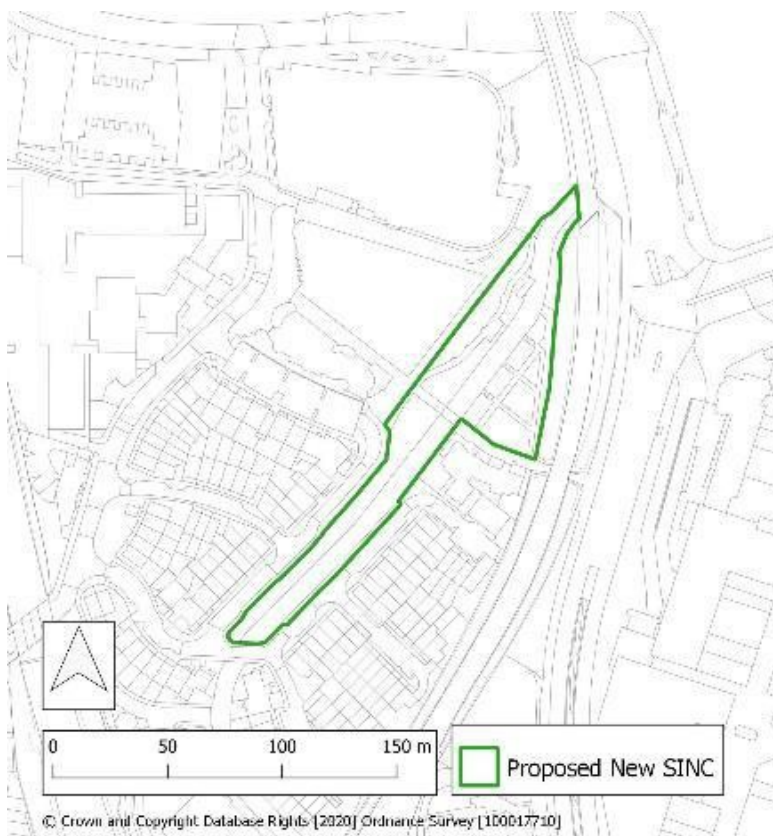 0 50 100 150 m
Proposed New SINC
© Crown and Copyright Database Rights [2020] Ordnance Survey [100017710]